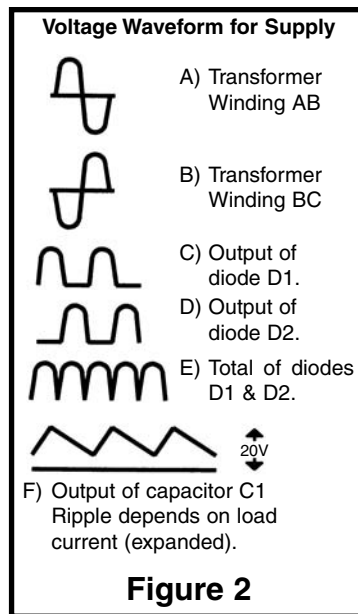 Voltage Waveform for Supply
A) Transformer
Winding AB
B) Transformer
Winding BC
C) Output of
diode D1.
D) Output of
diode D2.
E) Total of diodes
D1 & D2.
20V
F) Output of capacitor C1
Ripple depends on load
current (expanded).
Figure 2